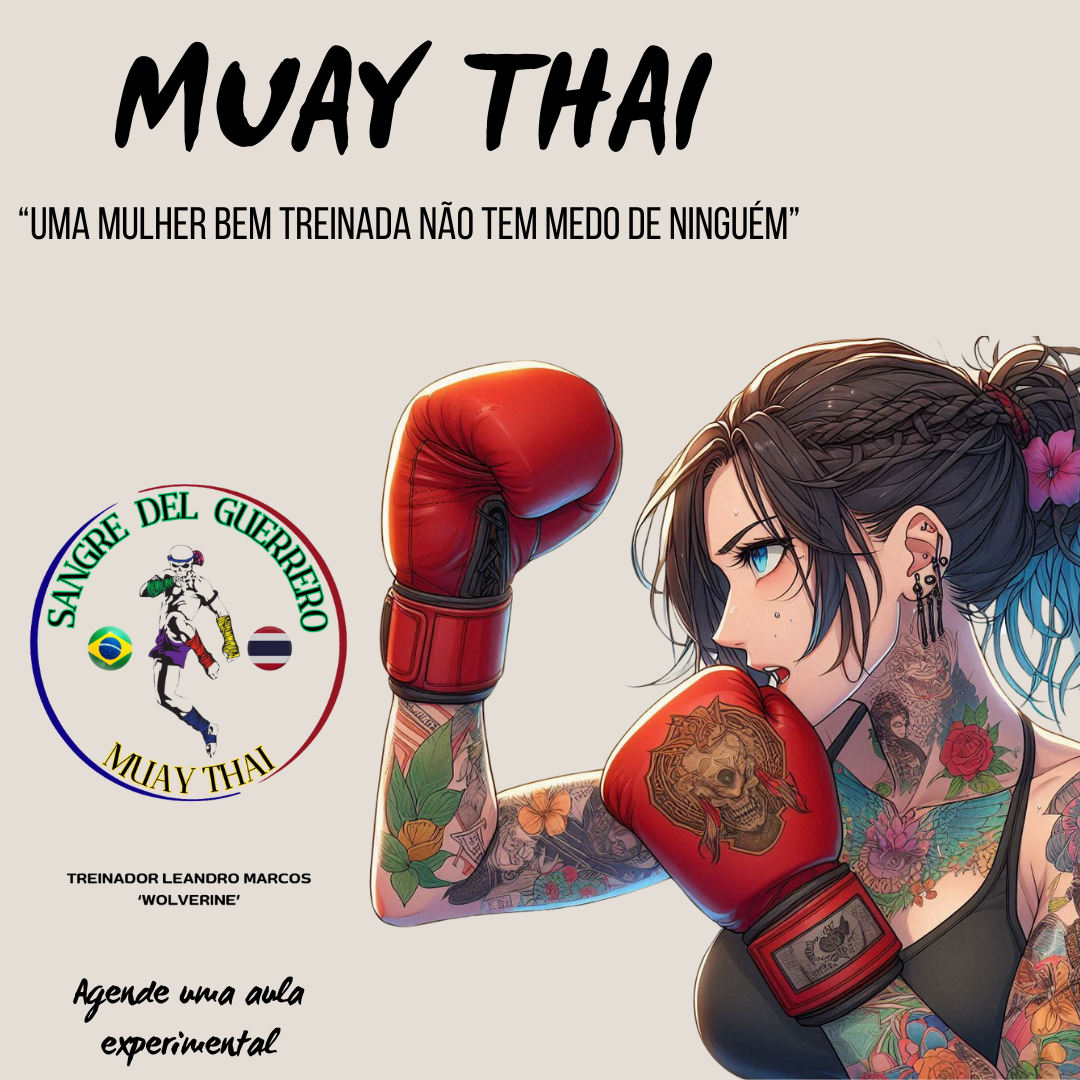 MUAY THAI
“UMA MULHER BEM TREINADA NÃO TEM MEDO DE NINGUÉM”
SANGRE DEL GUERRERO
MUAY THAI
TREINADOR LEANDRO MARCOS
‘WOLVERINE’
Agende uma aula
experimental